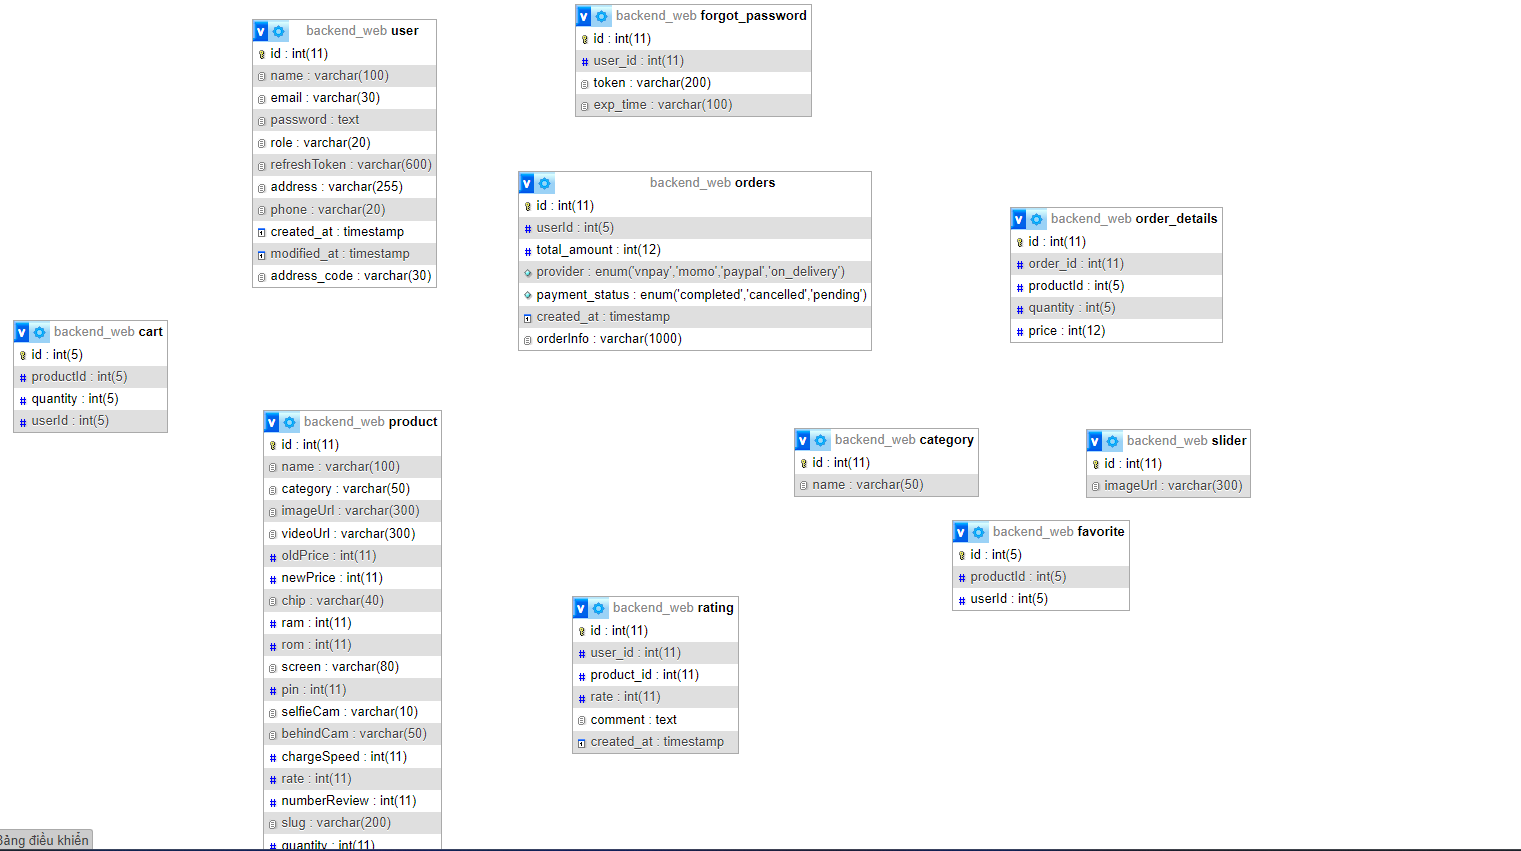 backend_web user
id : int(11)
name : varchar(100)
email : varchar(30)
password : text
role : varchar(20)
refreshToken : varchar(600)
address : varchar(255)
phone : varchar(20)
created_at : timestamp
modified_at : timestamp
address_code : varchar(30)
backend_web forgot_password
id : int(11)
user_id : int(11)
token : varchar(200)
exp_time : varchar(100)
backend_web orders
id : int(11)
userId : int(5)
total_amount : int(12)
provider : enum('vnpay','momo','paypal','on_delivery')
payment_status : enum('completed','cancelled','pending')
created_at : timestamp
orderInfo : varchar(1000)
backend_web order_details
id : int(11)
order_id : int(11)
productId : int(5)
quantity : int(5)
price : int(12)
backend_web cart
id : int(5)
productId : int(5)
quantity : int(5)
userId : int(5)
backend_web product
id : int(11)
name : varchar(100)
category : varchar(50)
imageUrl : varchar(300)
videoUrl : varchar(300)
oldPrice : int(11)
newPrice : int(11)
chip : varchar(40)
ram : int(11)
rom : int(11)
screen : varchar(80)
pin : int(11)
selfieCam : varchar(10)
behindCam : varchar(50)
chargeSpeed : int(11)
rate : int(11)
numberReview : int(11)
slug : varchar(200)
quantity : int(11)
backend_web category
id : int(11)
name : varchar(50)
backend_web slider
id : int(11)
imageUrl : varchar(300)
backend_web favorite
id : int(5)
productId : int(5)
userId : int(5)
backend_web rating
id : int(11)
user_id : int(11)
product_id : int(11)
rate : int(11)
comment : text
created_at : timestamp
Bảng điều khiển